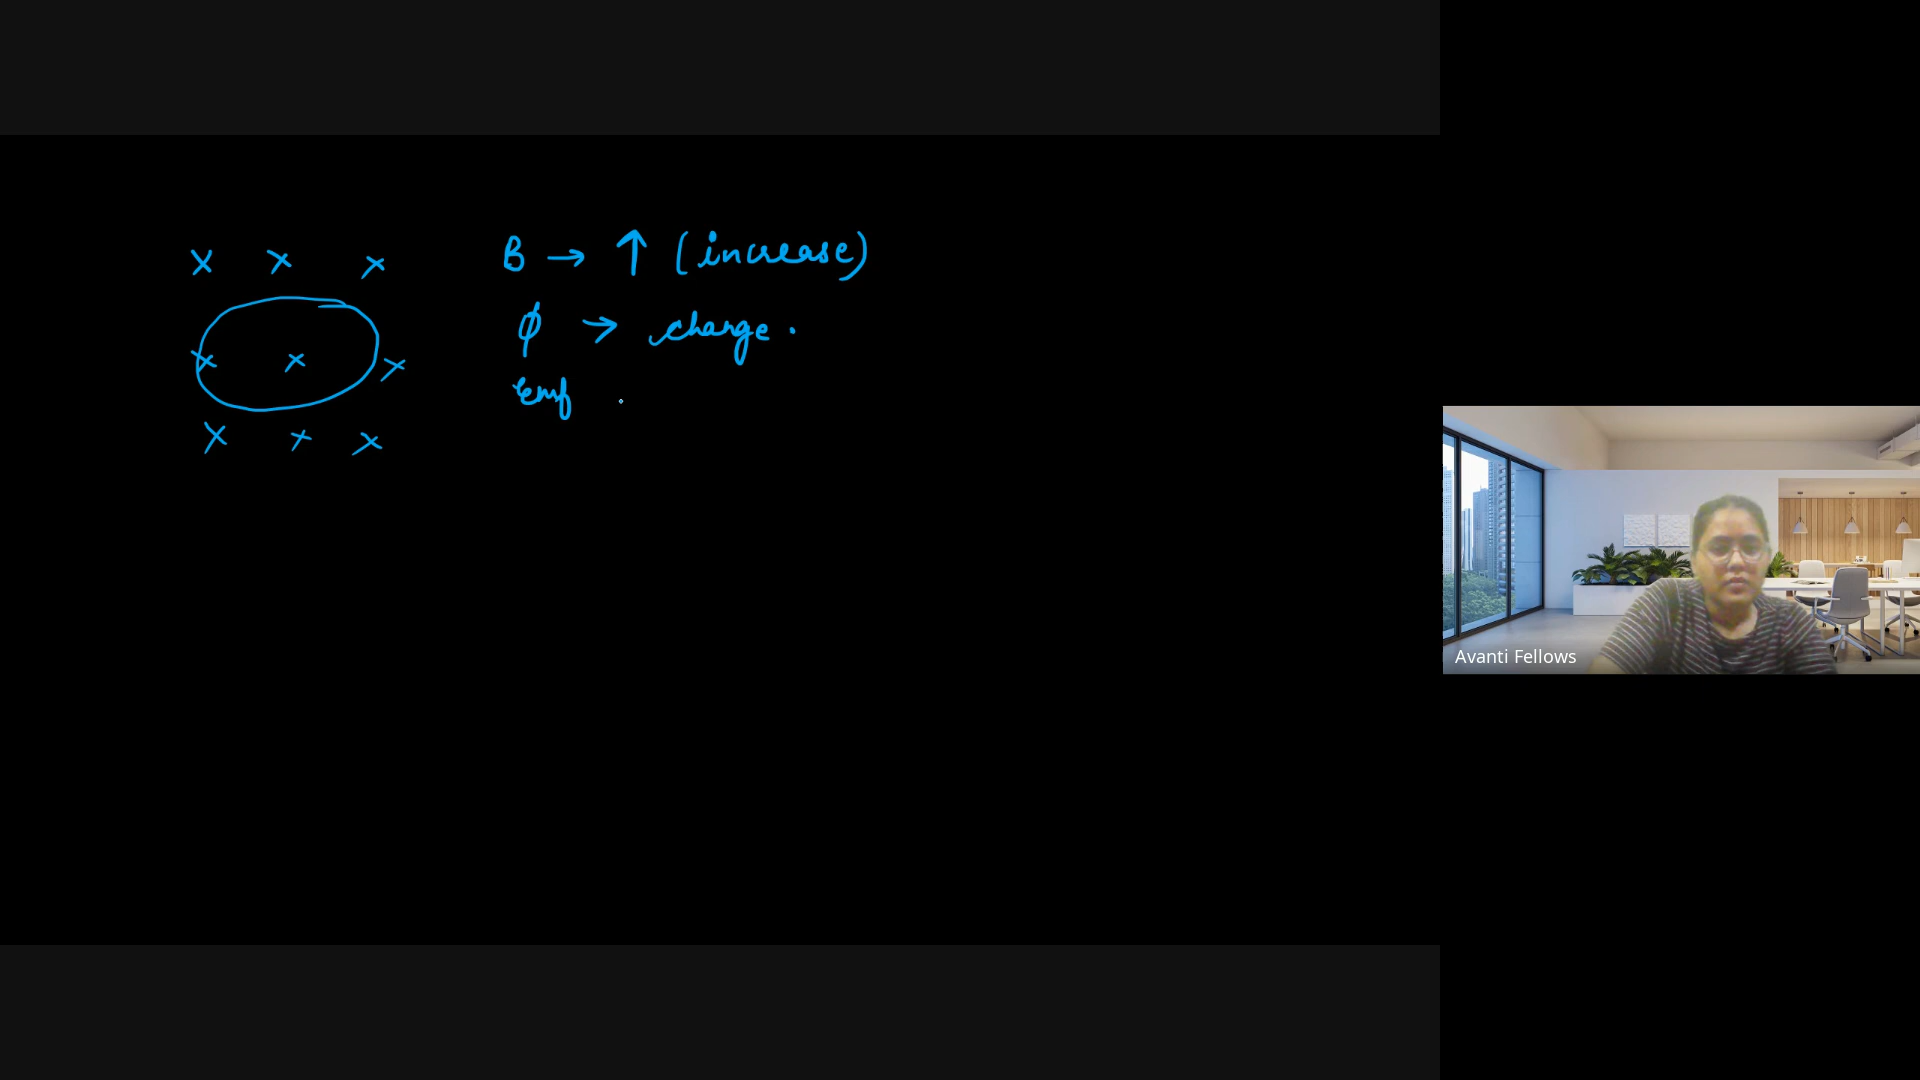 x x x
x x x
x + x
B → ↑ (increase)
ϕ → change.
emf .
Avanti Fellows